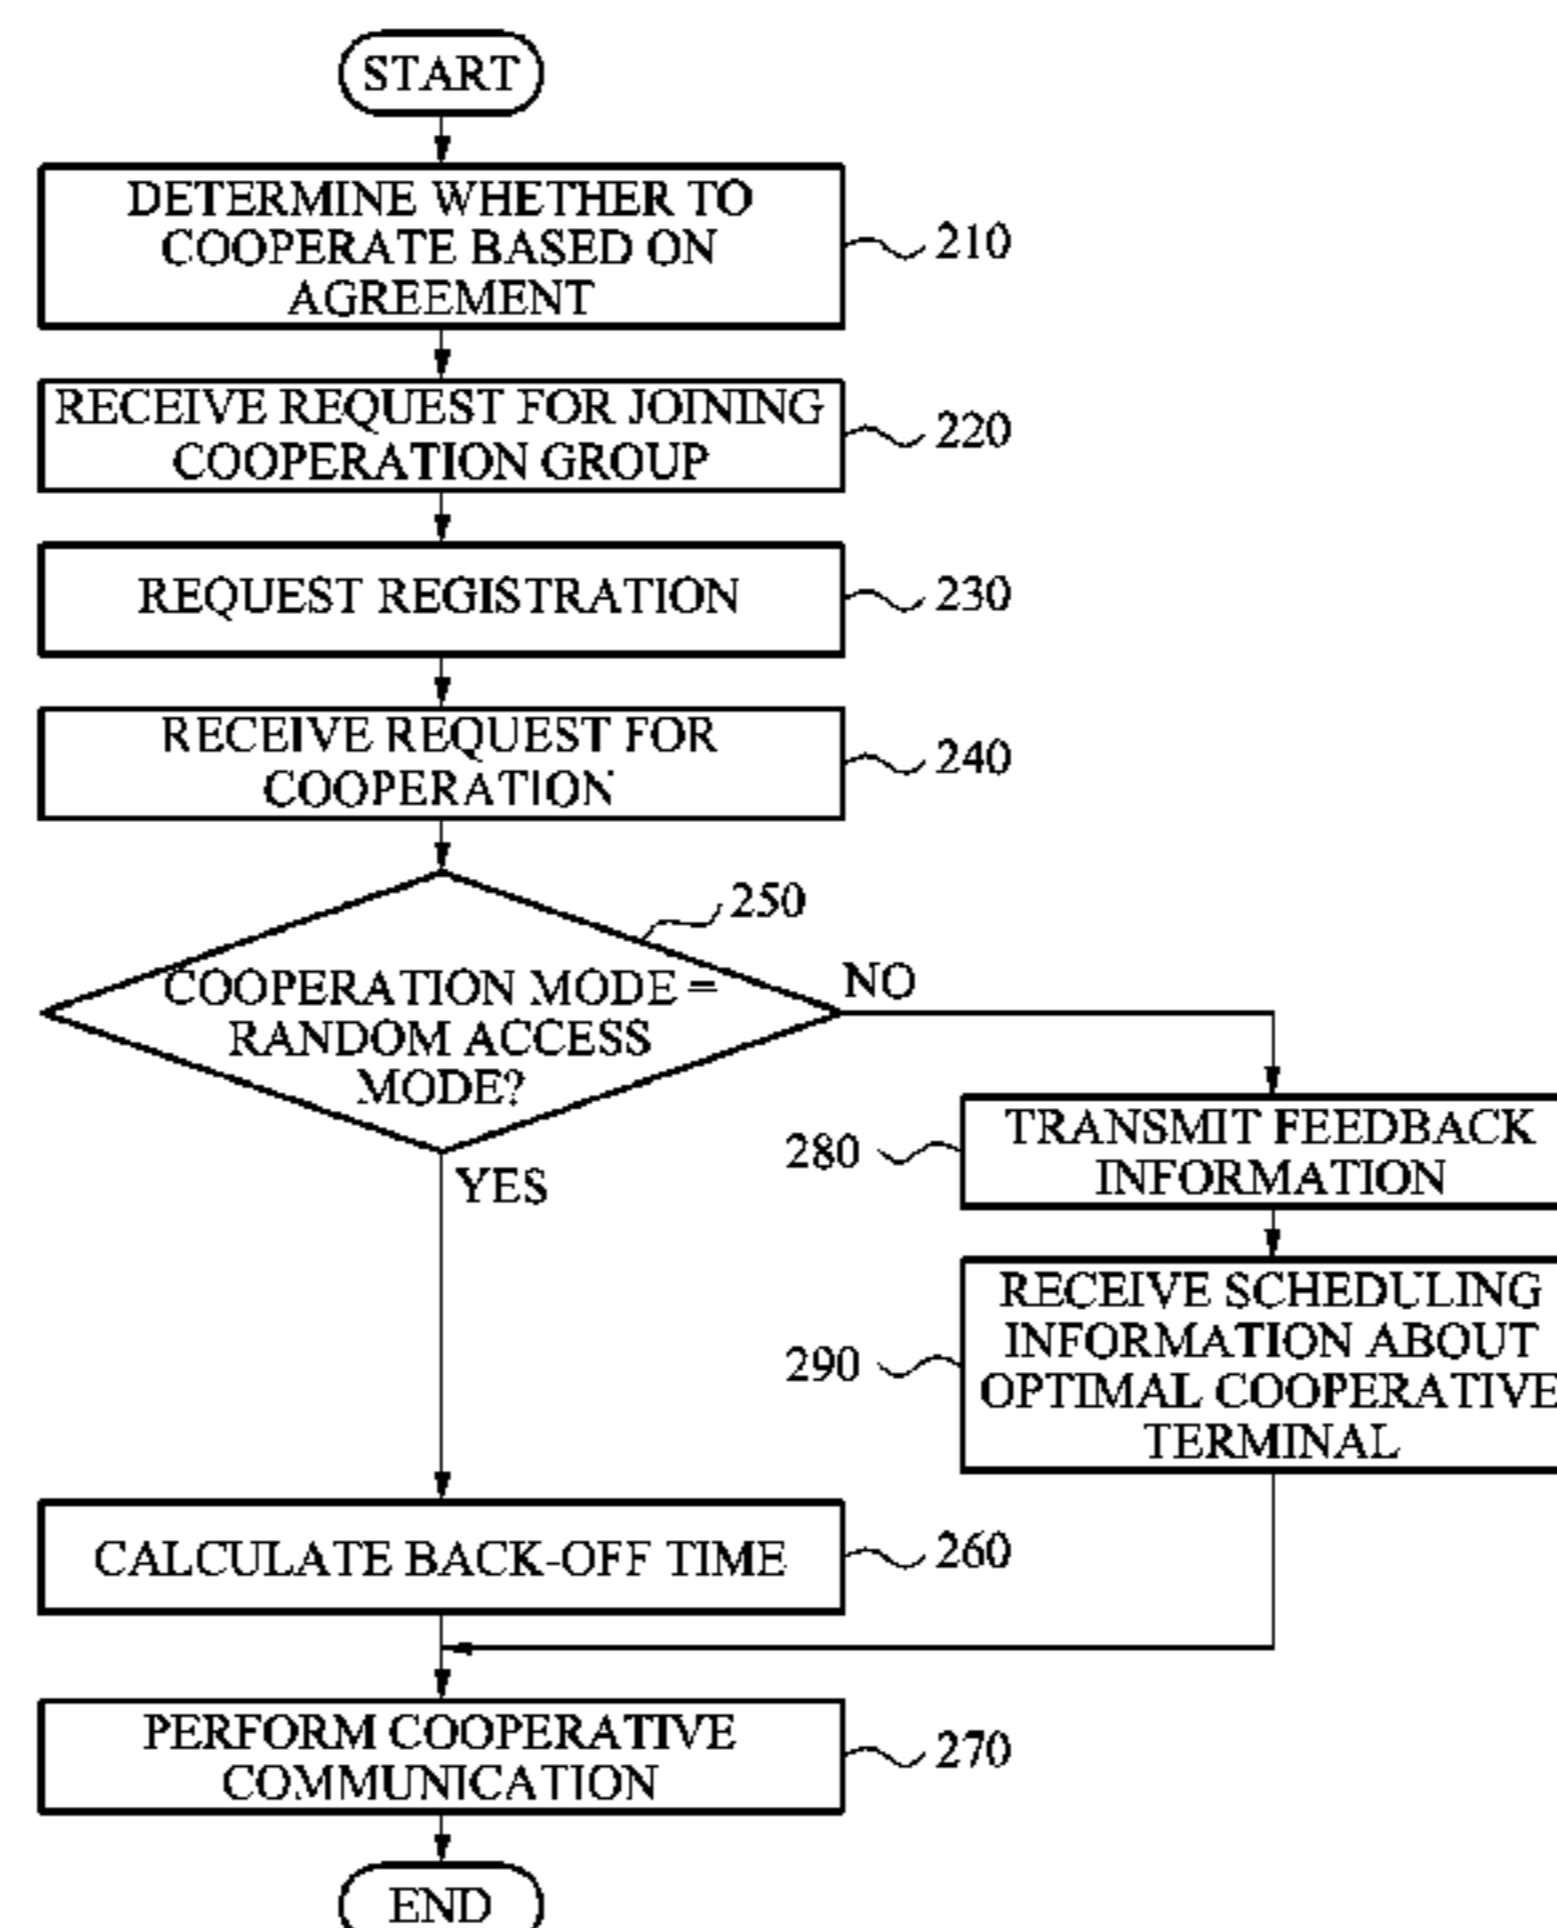 START
DETERMINE WHETHER TO
COOPERATE BASED ON
AGREEMENT
210
RECEIVE REQUEST FOR JOINING
COOPERATION GROUP
220
REQUEST REGISTRATION
230
RECEIVE REQUEST FOR
COOPERATION
240
250
COOPERATION MODE =
RANDOM ACCESS
MODE?
NO
YES
TRANSMIT FEEDBACK
INFORMATION
280
RECEIVE SCHEDULING
INFORMATION ABOUT
OPTIMAL COOPERATIVE
TERMINAL
290
CALCULATE BACK-OFF TIME
260
PERFORM COOPERATIVE
COMMUNICATION
270
END